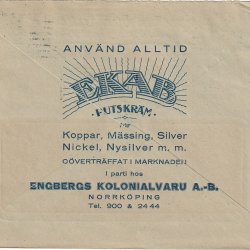 ANVÄND ALLTID
EKAB
PUTSKRÄM
för
Koppar, Mässing, Silver
Nickel, Nysilver m. m.
OÖVERTRÄFFAT I MARKNADEN
I parti hos
ENGBERGS KOLONIALVARU A.-B.
NORRKÖPING
Tel. 200 & 2444